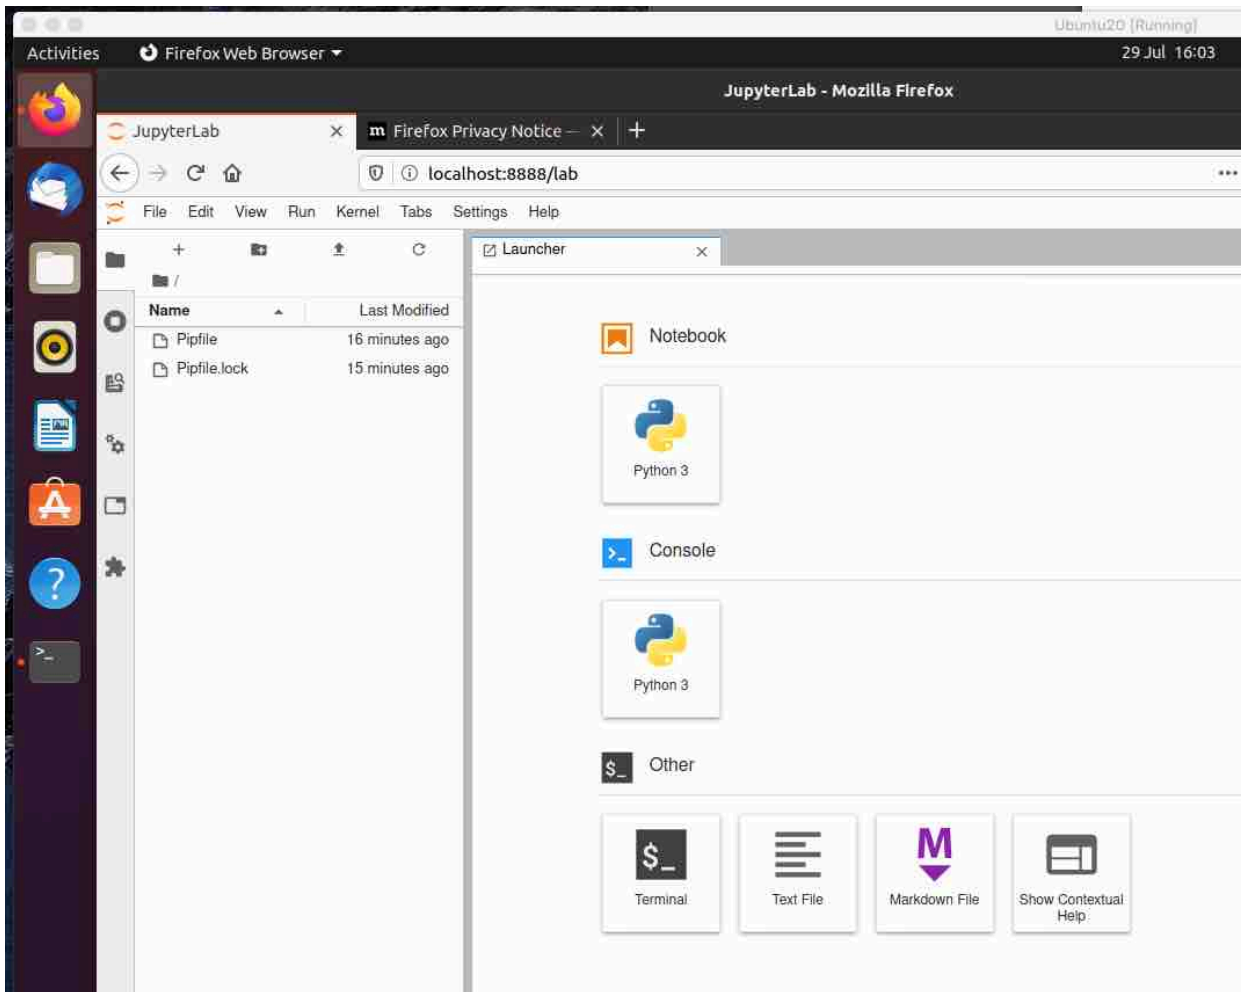 Ubuntu20 [Running]
Activities Firefox Web Browser 29 Jul 16:03
JupyterLab - Mozilla Firefox
JupyterLab Firefox Privacy Notice —
localhost:8888/lab
File Edit View Run Kernel Tabs Settings Help
Launcher
/
Name Last Modified
Pipfile 16 minutes ago
Pipfile.lock 15 minutes ago
Notebook
Python 3
>_ Console
Python 3
$_ Other
$_
M
Terminal Text File Markdown File Show Contextual
Help